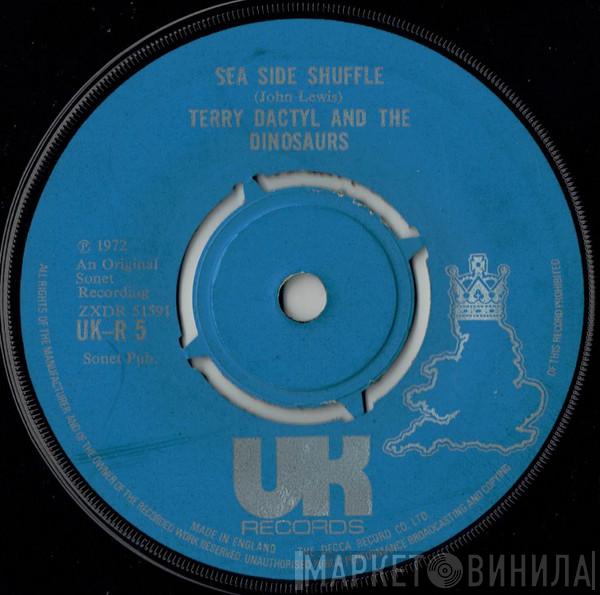 SEA SIDE SHUFFLE
(John Lewis)
TERRY DACTYL AND THE
DINOSAURS
℗ 1972
An Original
Sonet
Recording
ZXDR 51591
UK–R 5
Sonet Pub.
UK
RECORDS
MADE IN ENGLAND THE DECCA RECORD CO. LTD.
ALL RIGHTS OF THE MANUFACTURER AND OF THE OWNER OF THE RECORDED WORK RESERVED. UNAUTHORISED BROADCASTING AND COPYING
OF THIS RECORD PROHIBITED
МАРКЕТ ВИНИЛА